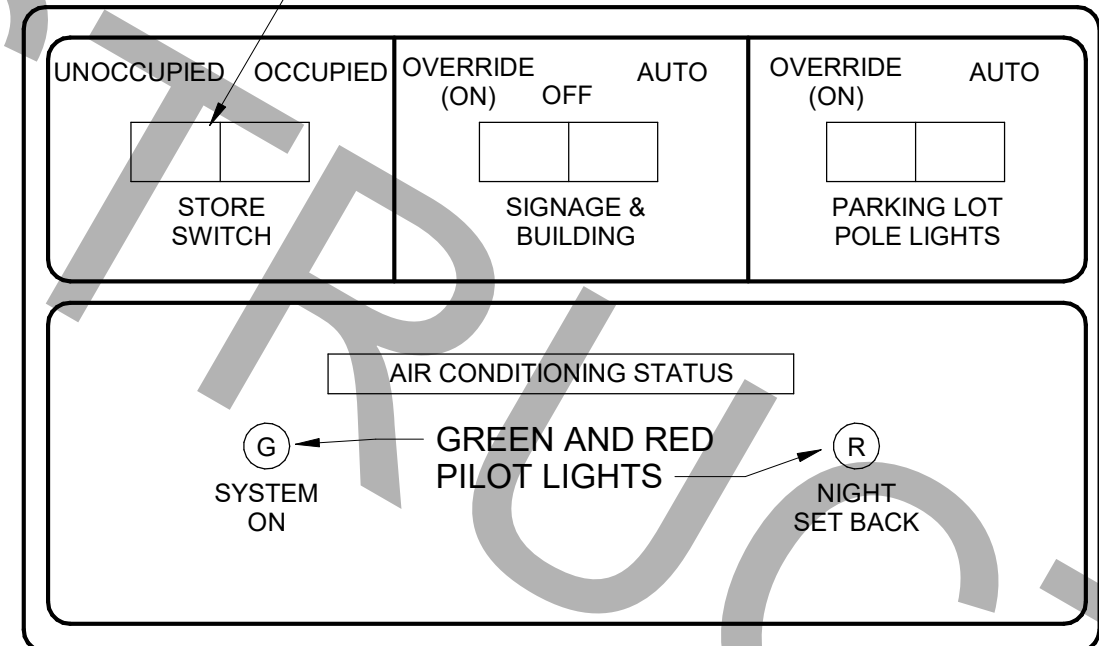 UNOCCUPIED OCCUPIED
STORE
SWITCH
OVERRIDE
(ON) OFF AUTO
SIGNAGE &
BUILDING
OVERRIDE
(ON) AUTO
PARKING LOT
POLE LIGHTS
AIR CONDITIONING STATUS
G
SYSTEM
ON
GREEN AND RED
PILOT LIGHTS
R
NIGHT
SET BACK